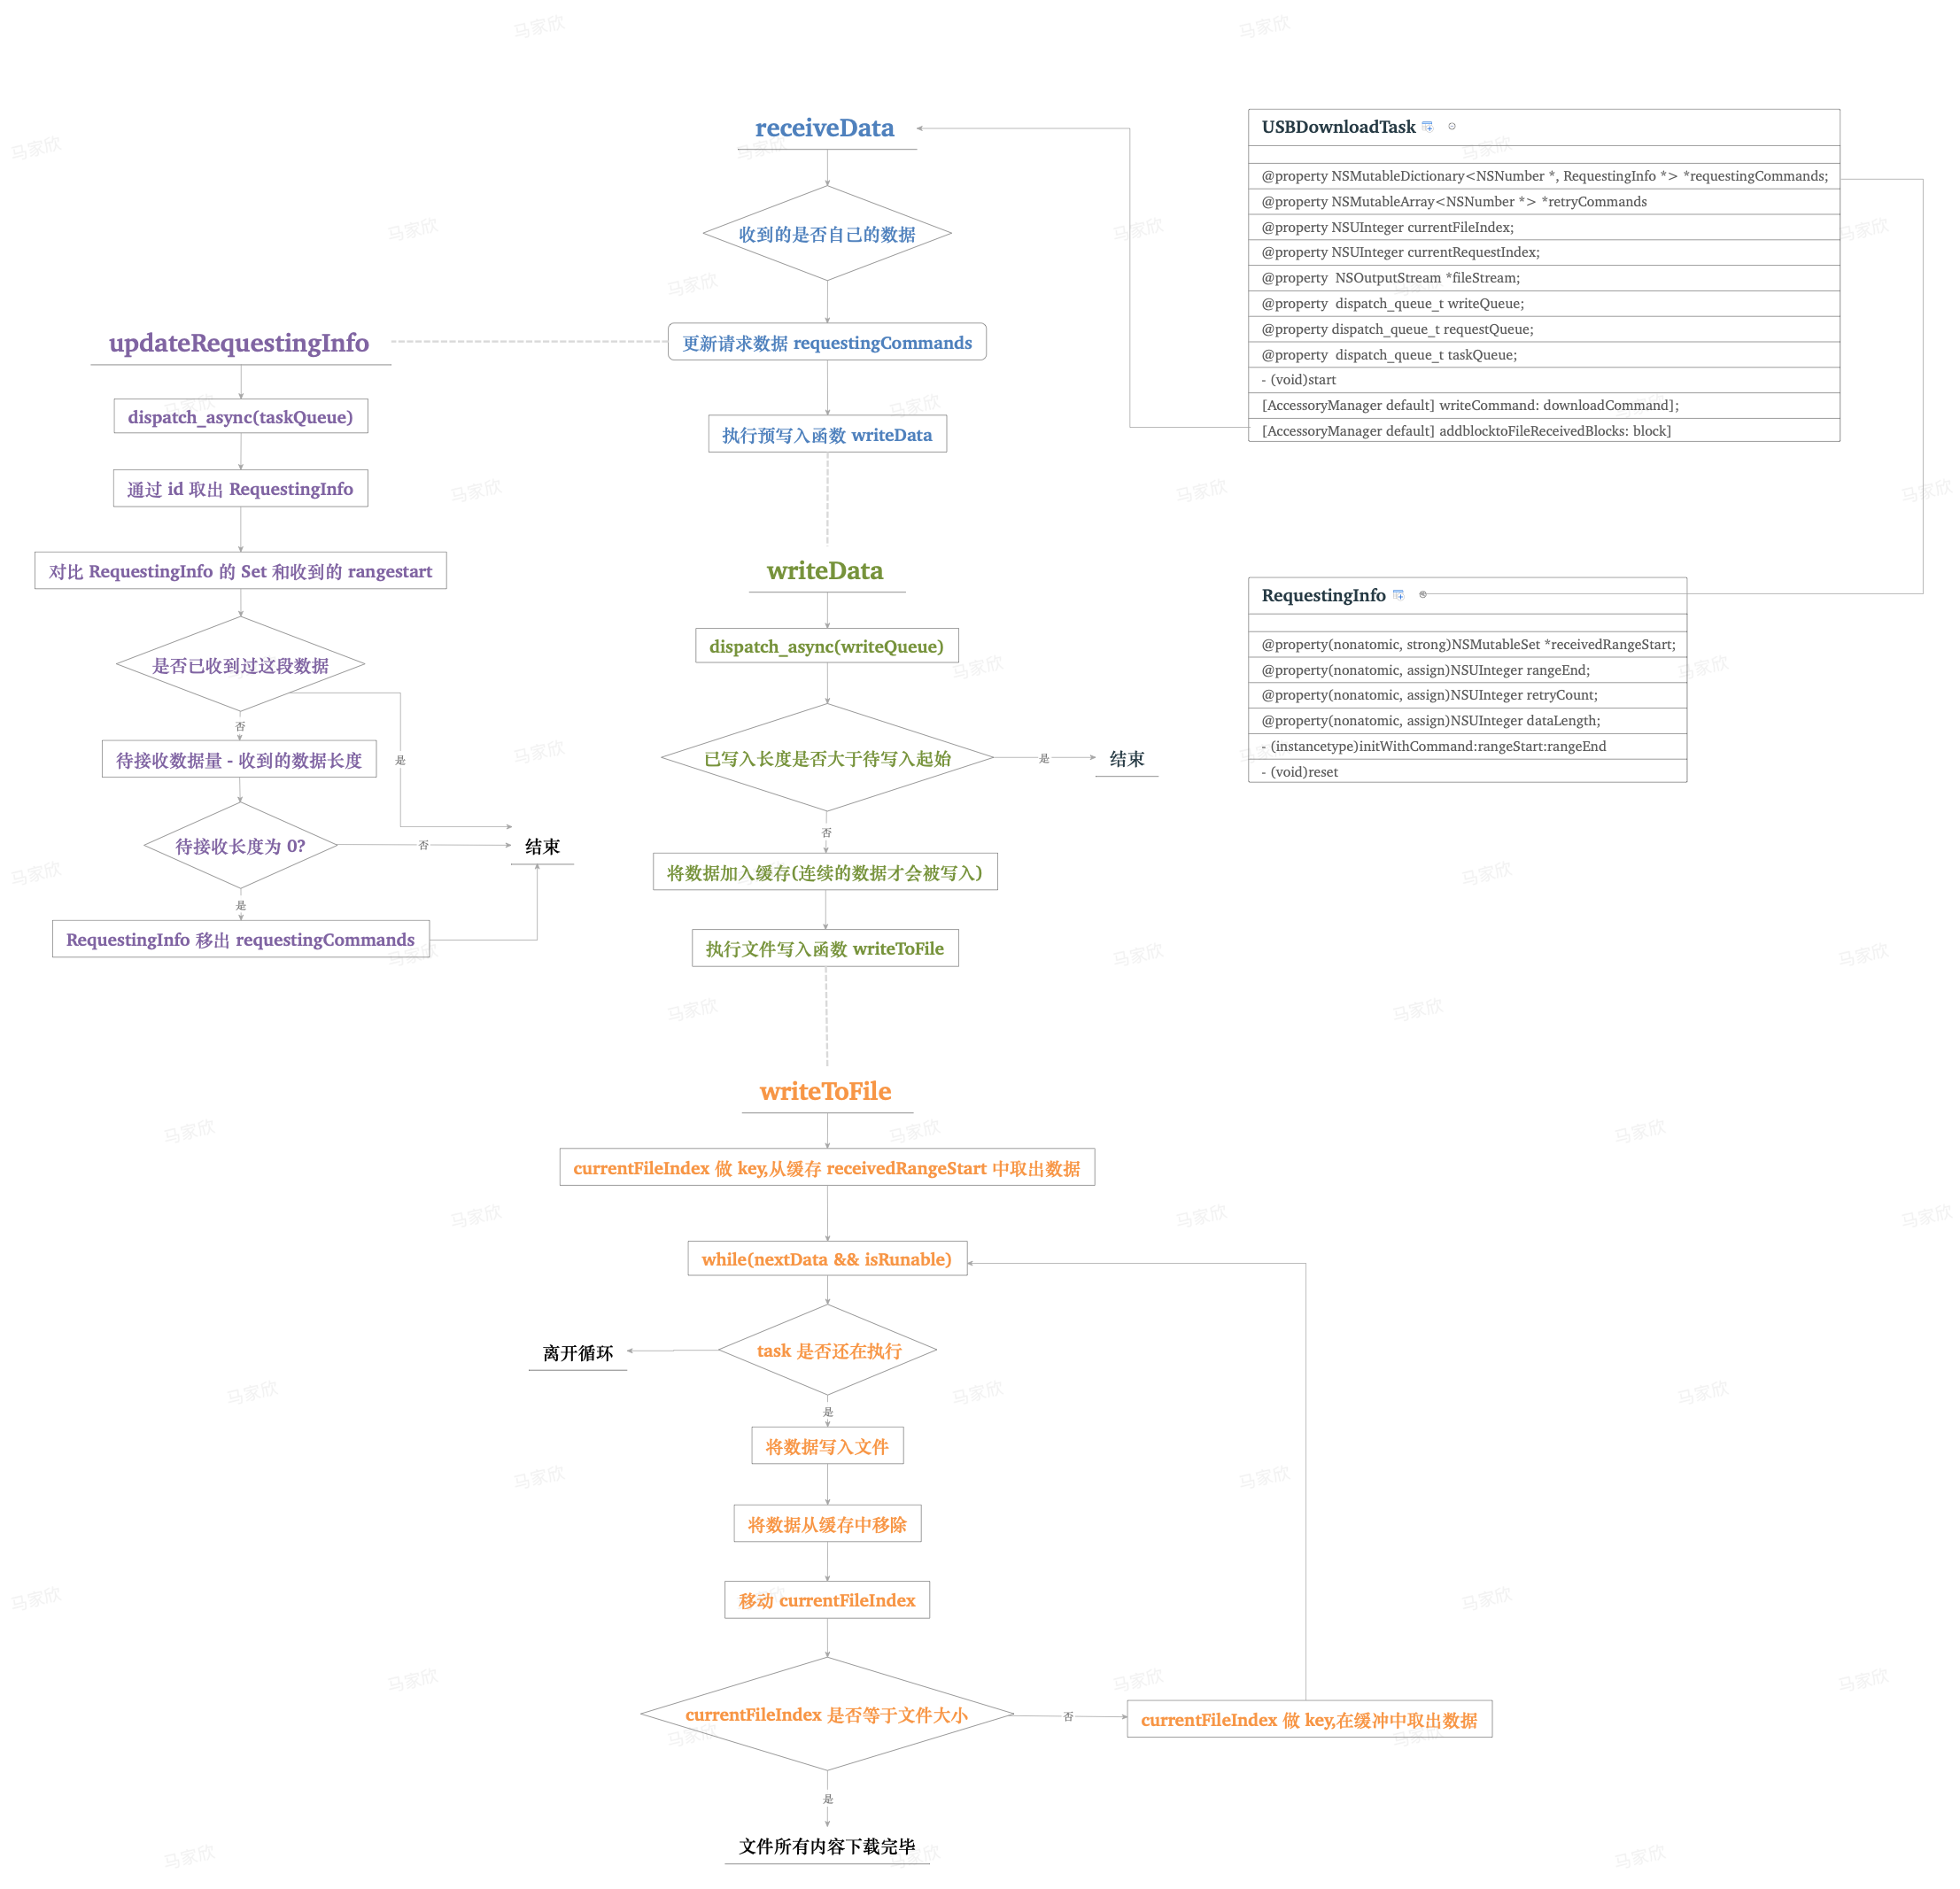 receiveData
收到的是否自己的数据
更新请求数据 requestingCommands
执行预写入函数 writeData
updateRequestingInfo
dispatch_async(taskQueue)
通过 id 取出 RequestingInfo
对比 RequestingInfo 的 Set 和收到的 rangestart
是否已收到过这段数据
否
是
待接收数据量 - 收到的数据长度
待接收长度为 0?
否
结束
是
RequestingInfo 移出 requestingCommands
writeData
dispatch_async(writeQueue)
已写入长度是否大于待写入起始
是
结束
否
将数据加入缓存(连续的数据才会被写入)
执行文件写入函数 writeToFile
writeToFile
currentFileIndex 做 key,从缓存 receivedRangeStart 中取出数据
while(nextData && isRunable)
task 是否还在执行
离开循环
是
将数据写入文件
将数据从缓存中移除
移动 currentFileIndex
currentFileIndex 是否等于文件大小
否
currentFileIndex 做 key,在缓冲中取出数据
是
文件所有内容下载完毕
USBDownloadTask
@property NSMutableDictionary<NSNumber *, RequestingInfo *> *requestingCommands;
@property NSMutableArray<NSNumber *> *retryCommands
@property NSUInteger currentFileIndex;
@property NSUInteger currentRequestIndex;
@property  NSOutputStream *fileStream;
@property  dispatch_queue_t writeQueue;
@property dispatch_queue_t requestQueue;
@property  dispatch_queue_t taskQueue;
- (void)start
[AccessoryManager default] writeCommand: downloadCommand];
[AccessoryManager default] addblocktoFileReceivedBlocks: block]
RequestingInfo
@property(nonatomic, strong)NSMutableSet *receivedRangeStart;
@property(nonatomic, assign)NSUInteger rangeEnd;
@property(nonatomic, assign)NSUInteger retryCount;
@property(nonatomic, assign)NSUInteger dataLength;
- (instancetype)initWithCommand:rangeStart:rangeEnd
- (void)reset
马家欣